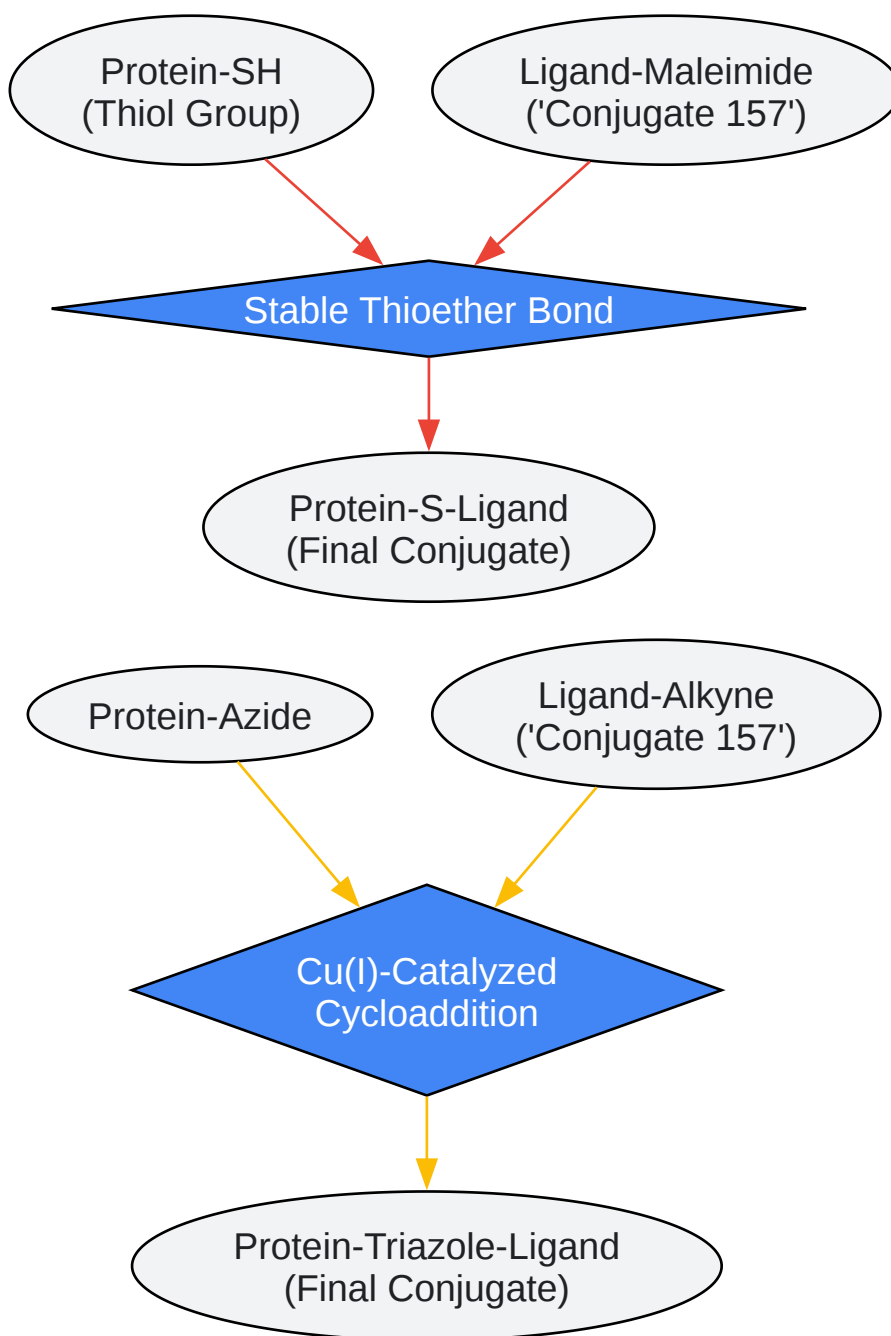 Protein-SH
(Thiol Group)
Ligand-Maleimide
('Conjugate 157')
Stable Thioether Bond
Protein-S-Ligand
(Final Conjugate)
Protein-Azide
Ligand-Alkyne
('Conjugate 157')
Cu(I)-Catalyzed
Cycloaddition
Protein-Triazole-Ligand
(Final Conjugate)